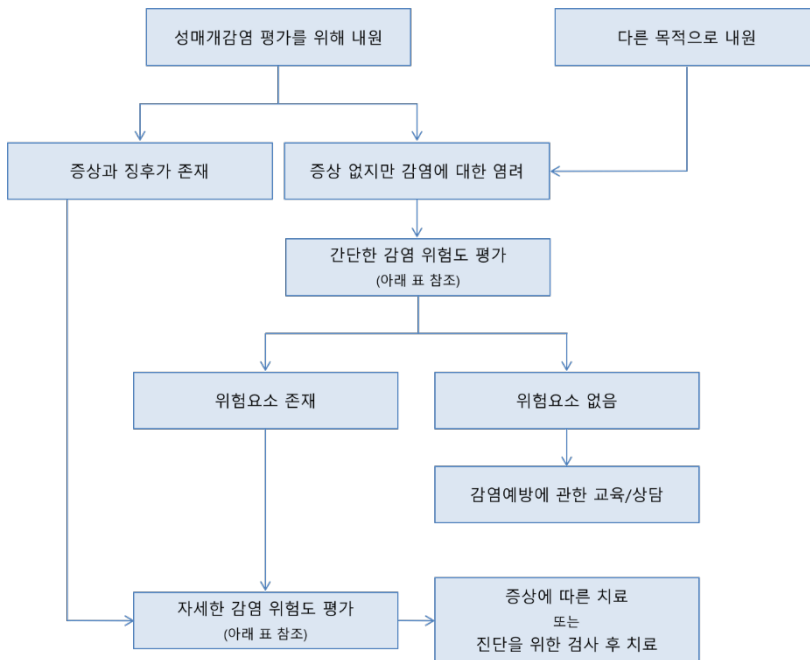 성매개감염 평가를 위해 내원
다른 목적으로 내원
증상과 징후가 존재
증상 없지만 감염에 대한 염려
간단한 감염 위험도 평가
(아래 표 참조)
위험요소 존재
위험요소 없음
감염예방에 관한 교육/상담
자세한 감염 위험도 평가
(아래 표 참조)
증상에 따른 치료
또는
진단을 위한 검사 후 치료